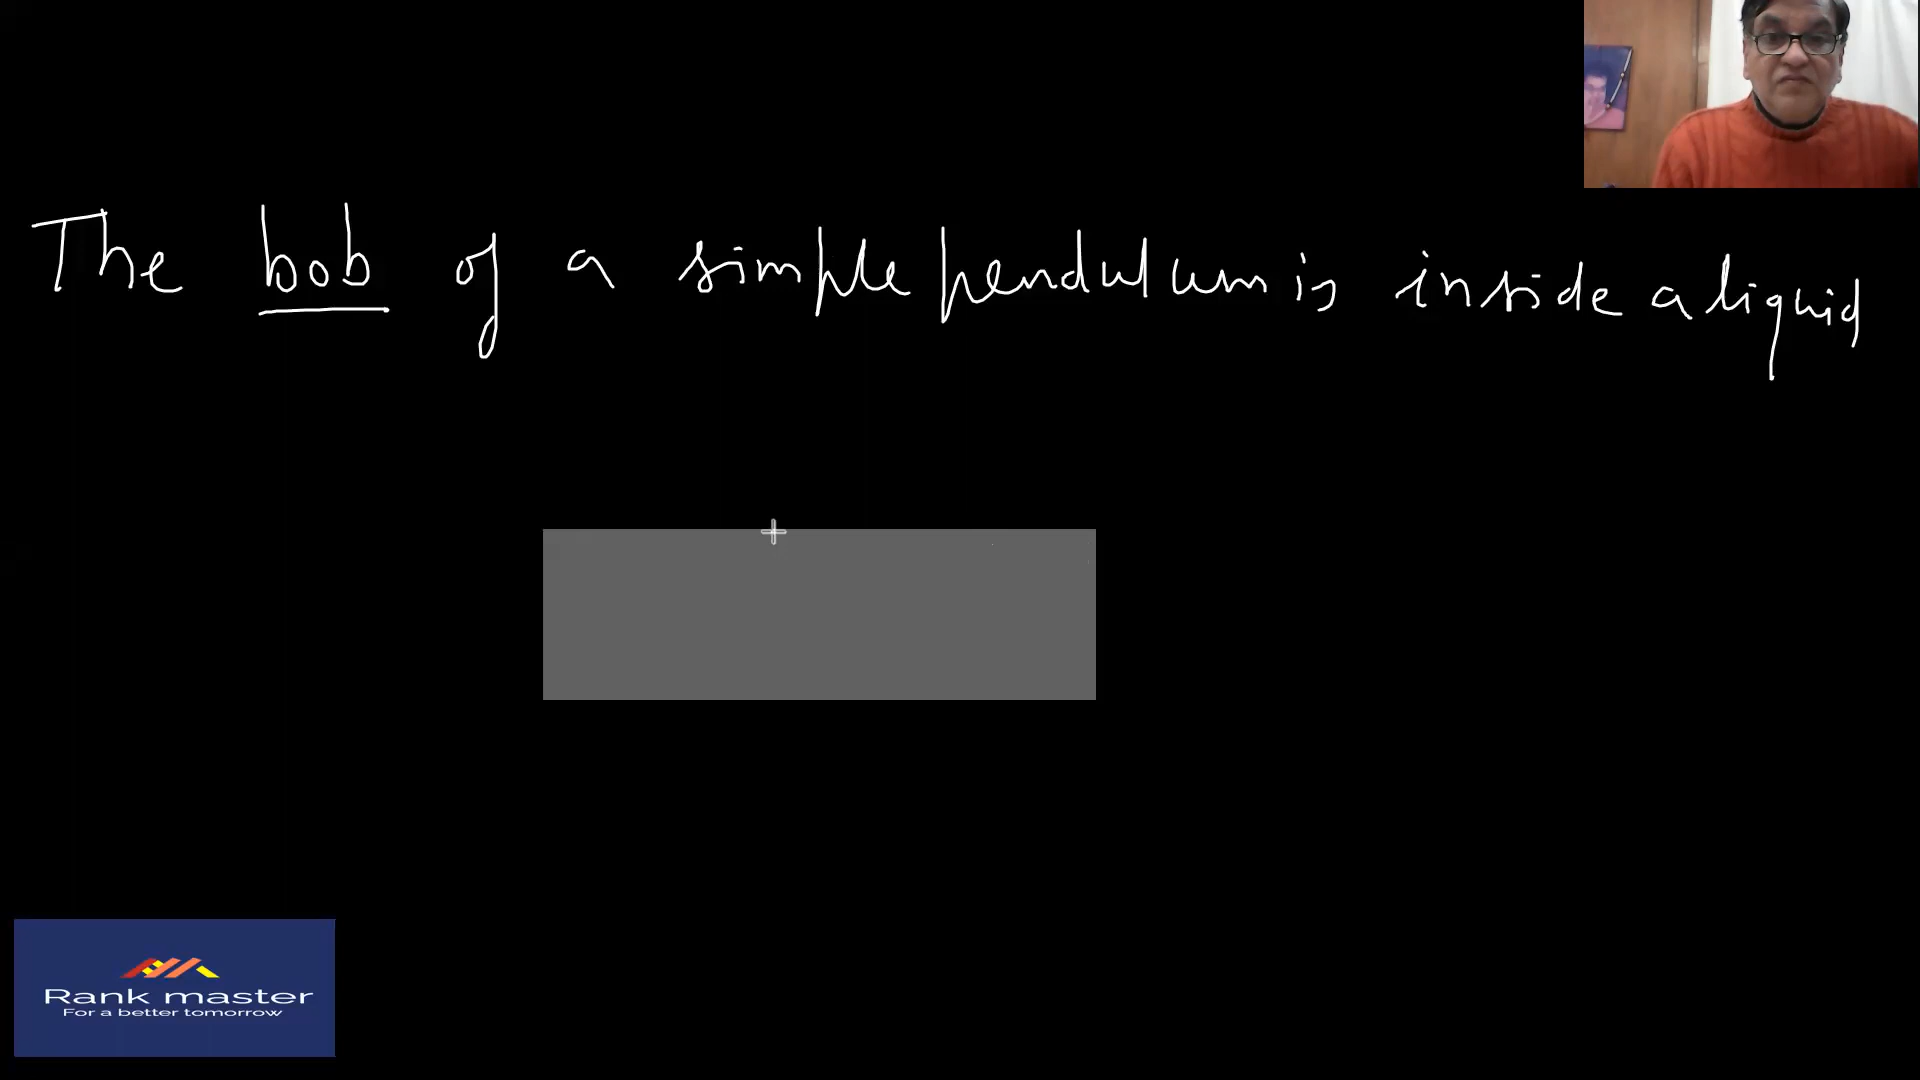 The bob of a simple pendulum is inside a liquid
Rank master
For a better tomorrow